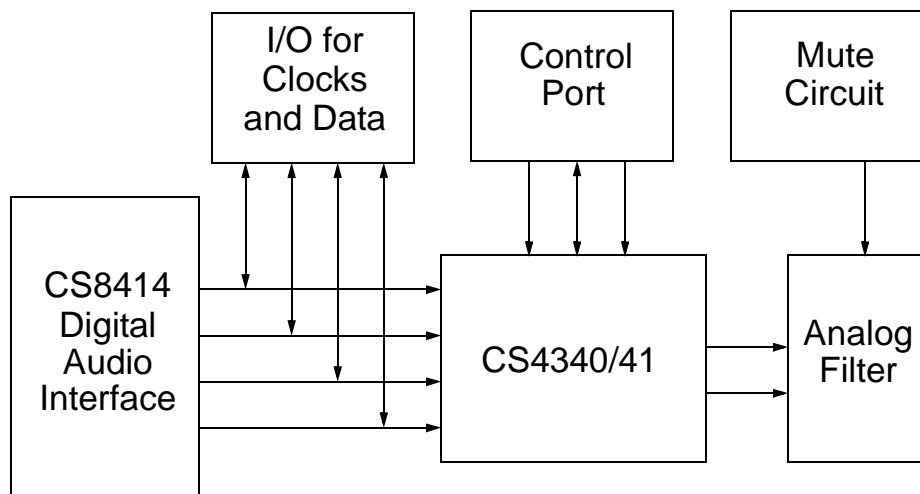 I/O for
Clocks
and Data
Control
Port
Mute
Circuit
CS8414
Digital
Audio
Interface
CS4340/41
Analog
Filter